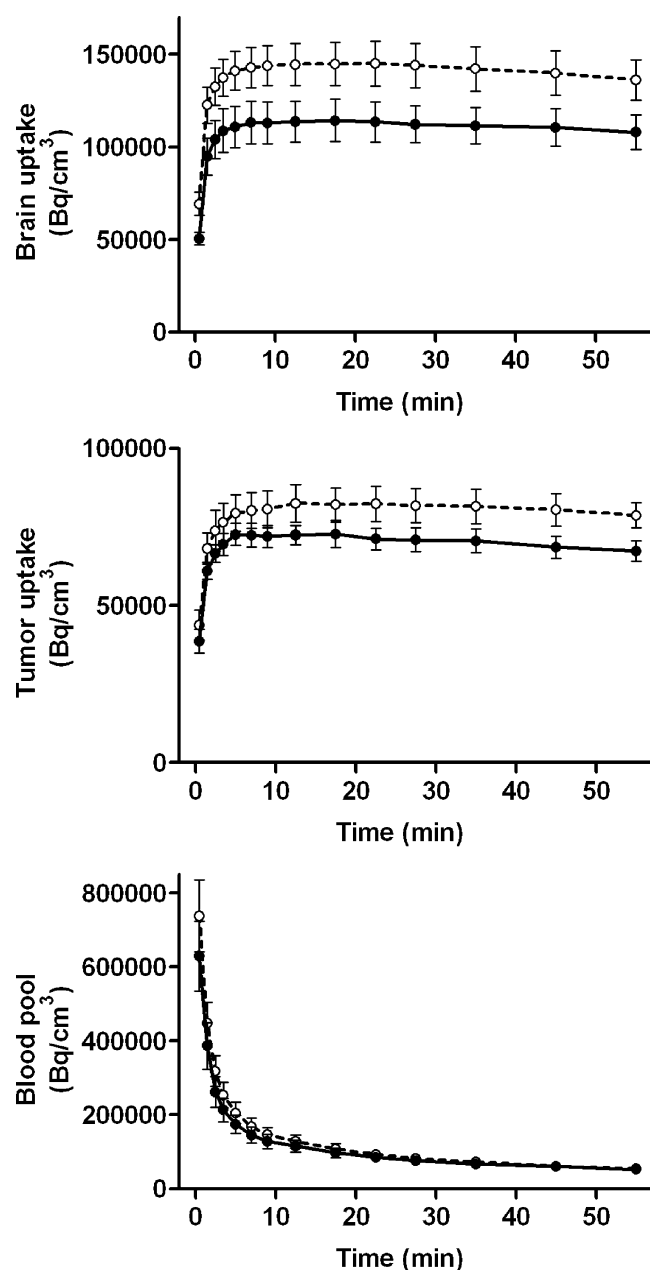 Brain uptake
(Bq/cm³)
150000
100000
50000
0
0 10 20 30 40 50
Time (min)
Tumor uptake
(Bq/cm³)
100000
50000
0
0 10 20 30 40 50
Time (min)
Blood pool
(Bq/cm³)
800000
600000
400000
200000
0
0 10 20 30 40 50
Time (min)